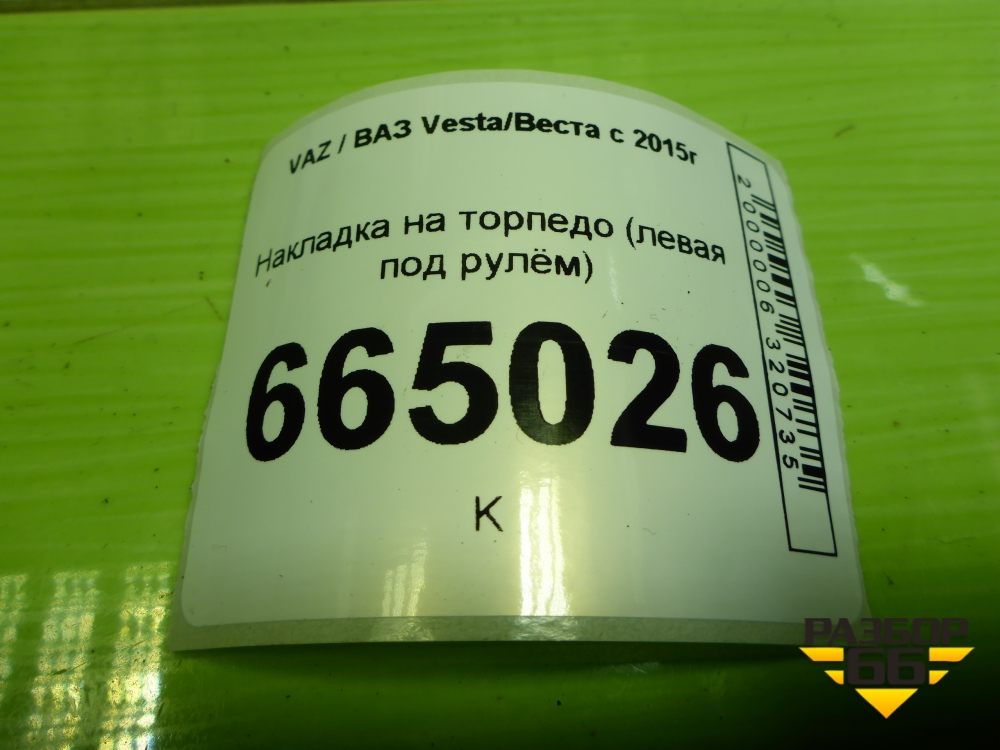 VAZ / ВАЗ Vesta/Веста с 2015г
Накладка на торпедо (левая
под рулём)
665026
К
2000006320735
РАЗБОР
66